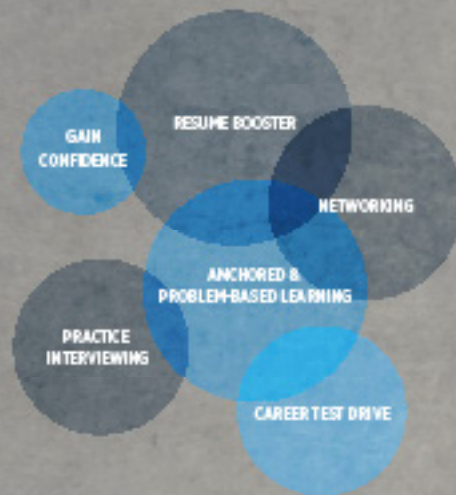 RESUME BOOSTER
GAIN
CONFIDENCE
NETWORKING
ANCHORED &
PROBLEM-BASED LEARNING
PRACTICE
INTERVIEWING
CAREER TEST DRIVE